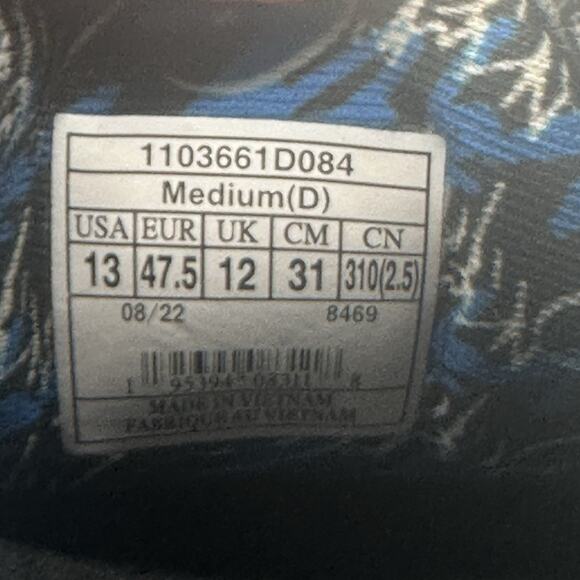 1103661D084
Medium(D)
USA EUR UK CM CN
13 47.5 12 31 310(2.5)
08/22 8469
MADE IN VIETNAM
FABRIQUE AU VIETNAM